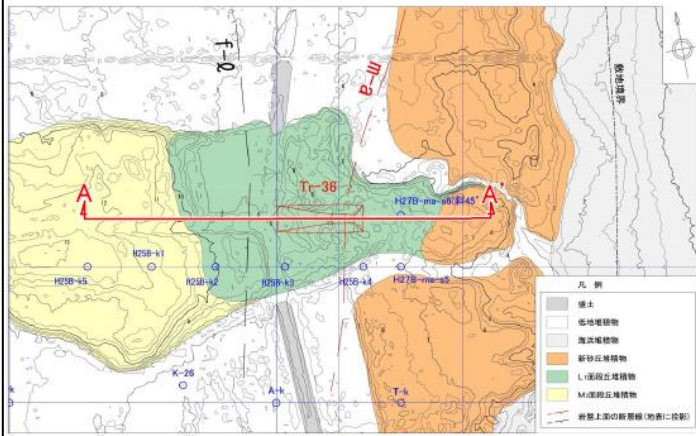 f-ℓ
m-a
敷地境界
Tr-36
A
A'
H27B-ma-s6(斜45°
H25B-k1
H25B-k5
H25B-k2
H25B-k3
H25B-k4
H27B-ma-s5
K-26
A-k
T-k
凡 例
盛土
低地堆積物
海浜堆積物
新砂丘堆積物
L₁面段丘堆積物
M₂面段丘堆積物
岩盤上面の断層線(地表に投影)